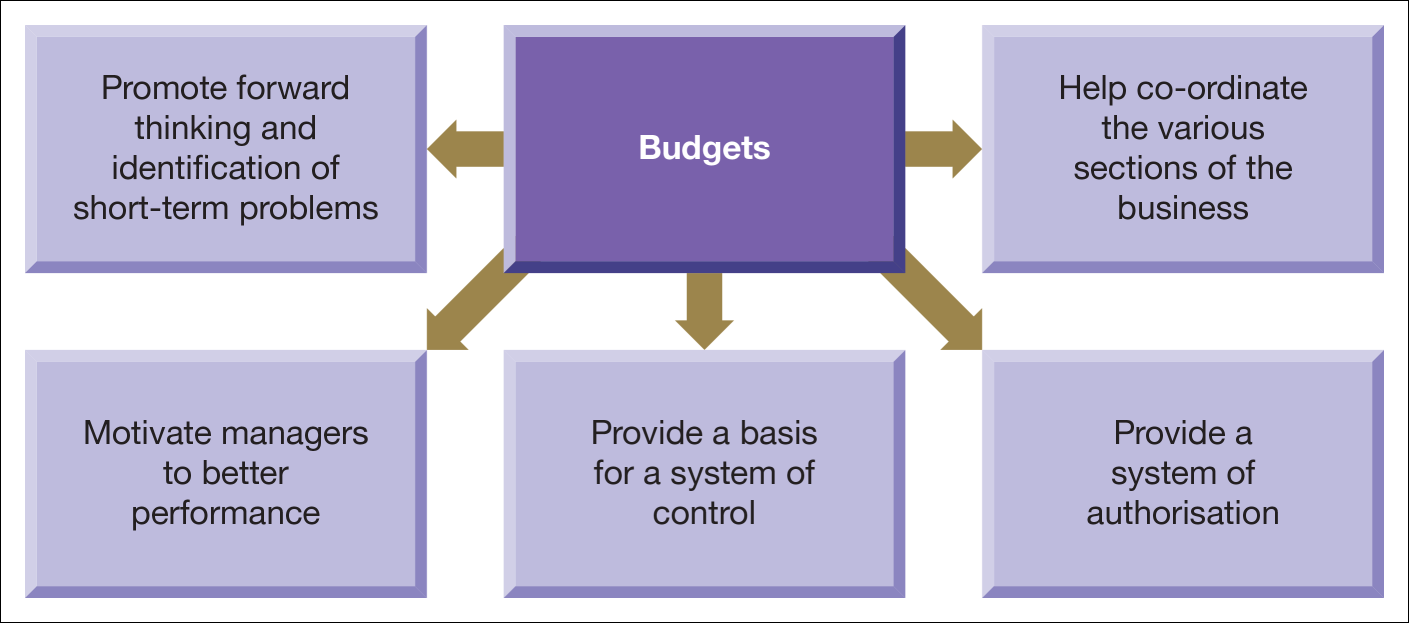 Promote forward
thinking and
identification of
short-term problems
Budgets
Help co-ordinate
the various
sections of the
business
Motivate managers
to better
performance
Provide a basis
for a system of
control
Provide a
system of
authorisation